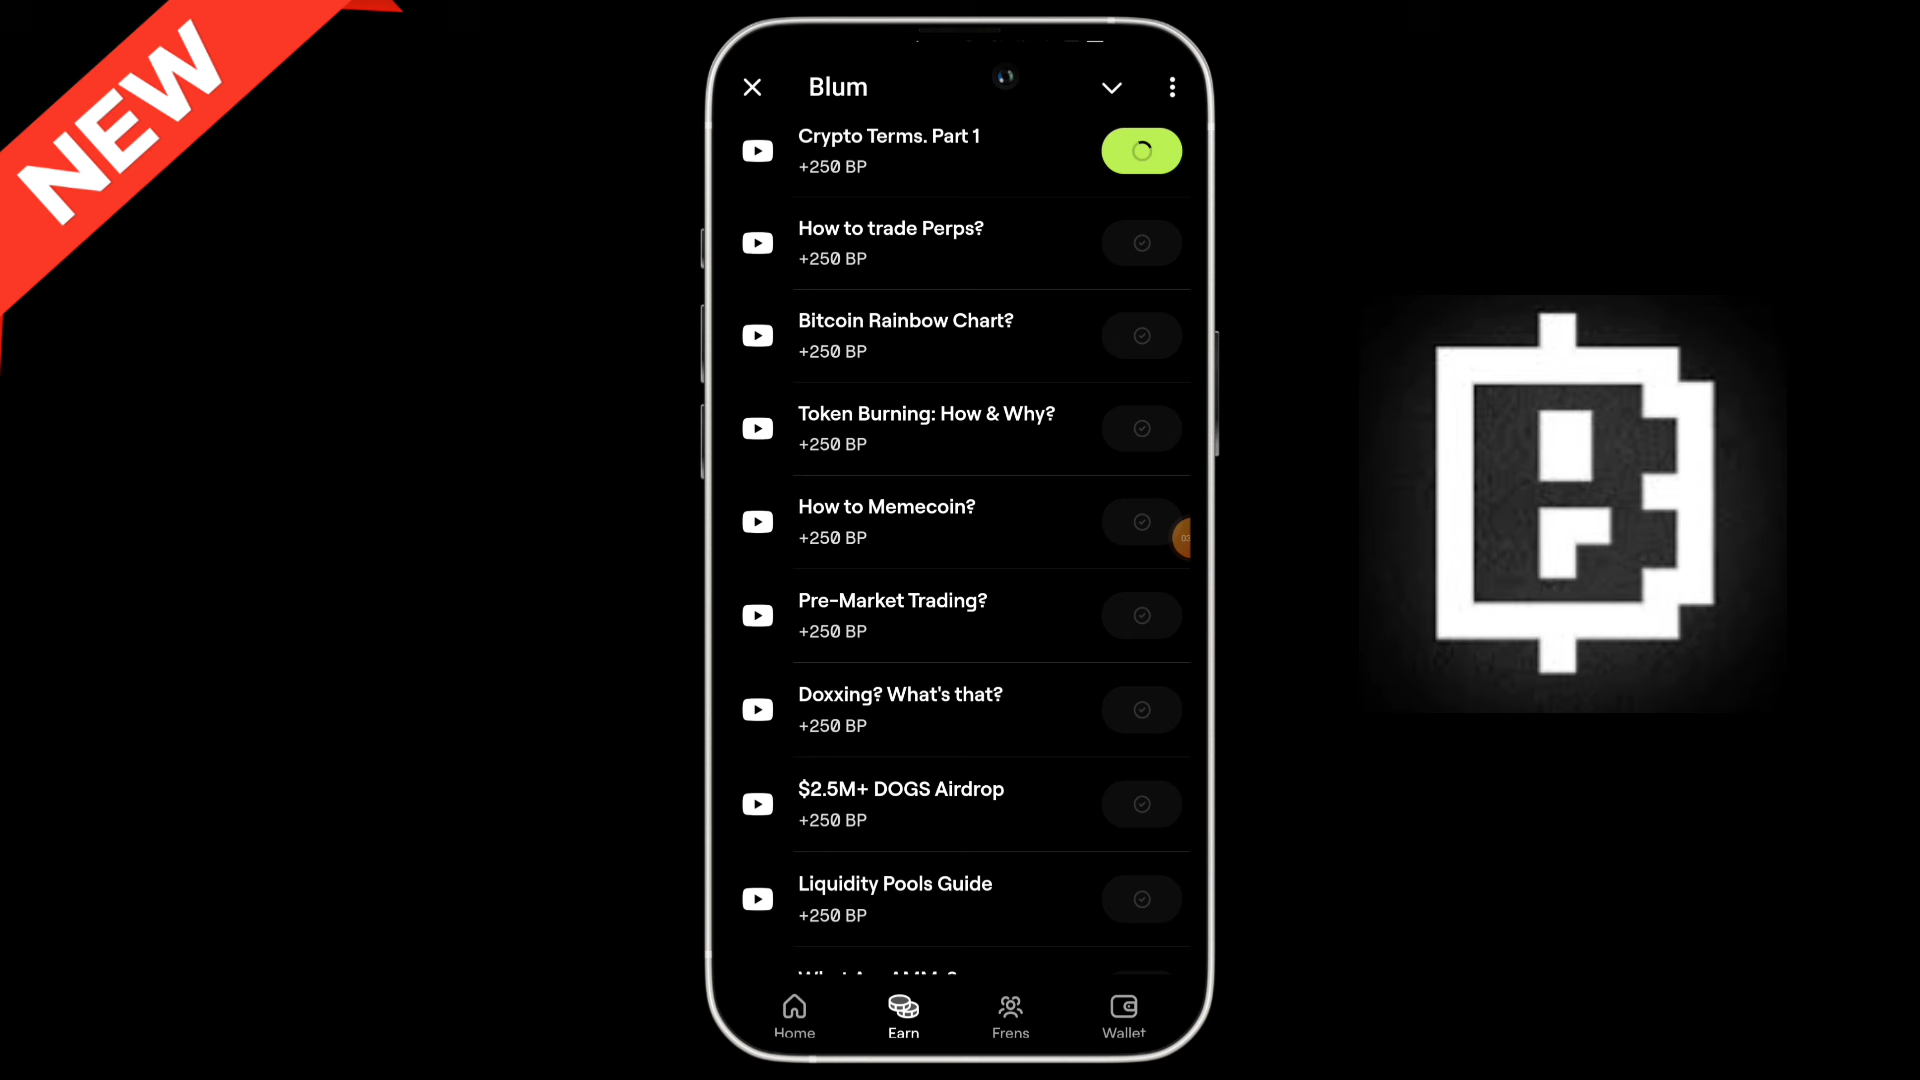 NEW
Blum
Crypto Terms. Part 1
+250 BP
How to trade Perps?
+250 BP
Bitcoin Rainbow Chart?
+250 BP
Token Burning: How & Why?
+250 BP
How to Memecoin?
+250 BP
03
Pre-Market Trading?
+250 BP
Doxxing? What's that?
+250 BP
$2.5M+ DOGS Airdrop
+250 BP
Liquidity Pools Guide
+250 BP
Home
Earn
Frens
Wallet